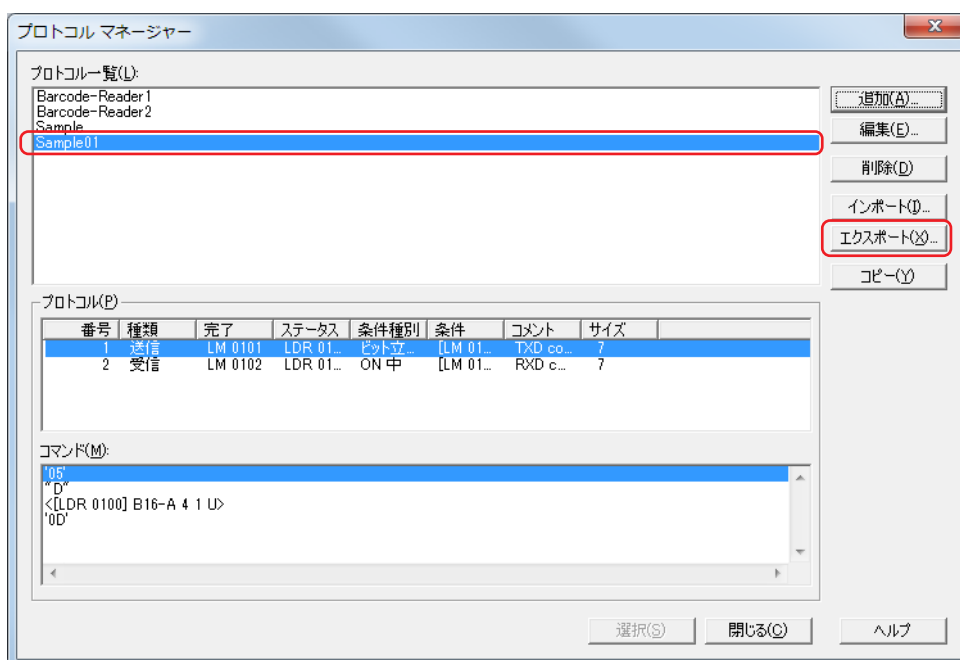 プロトコル マネージャー
プロトコル一覧(L):
Barcode-Reader1
Barcode-Reader2
Sample
Sample01
追加(A)...
編集(E)...
削除(D)
インポート(I)...
エクスポート(X)...
コピー(Y)
プロトコル(P)
番号 種類 完了 ステータス 条件種別 条件 コメント サイズ
1 送信 LM 0101 LDR 01... ビット立... [LM 01... TXD co... 7
2 受信 LM 0102 LDR 01... ON 中 [LM 01... RXD c... 7
コマンド(M):
'05'
"D"
<[LDR 0100] B16-A 4 1 U>
'0D'
選択(S) 閉じる(C) ヘルプ